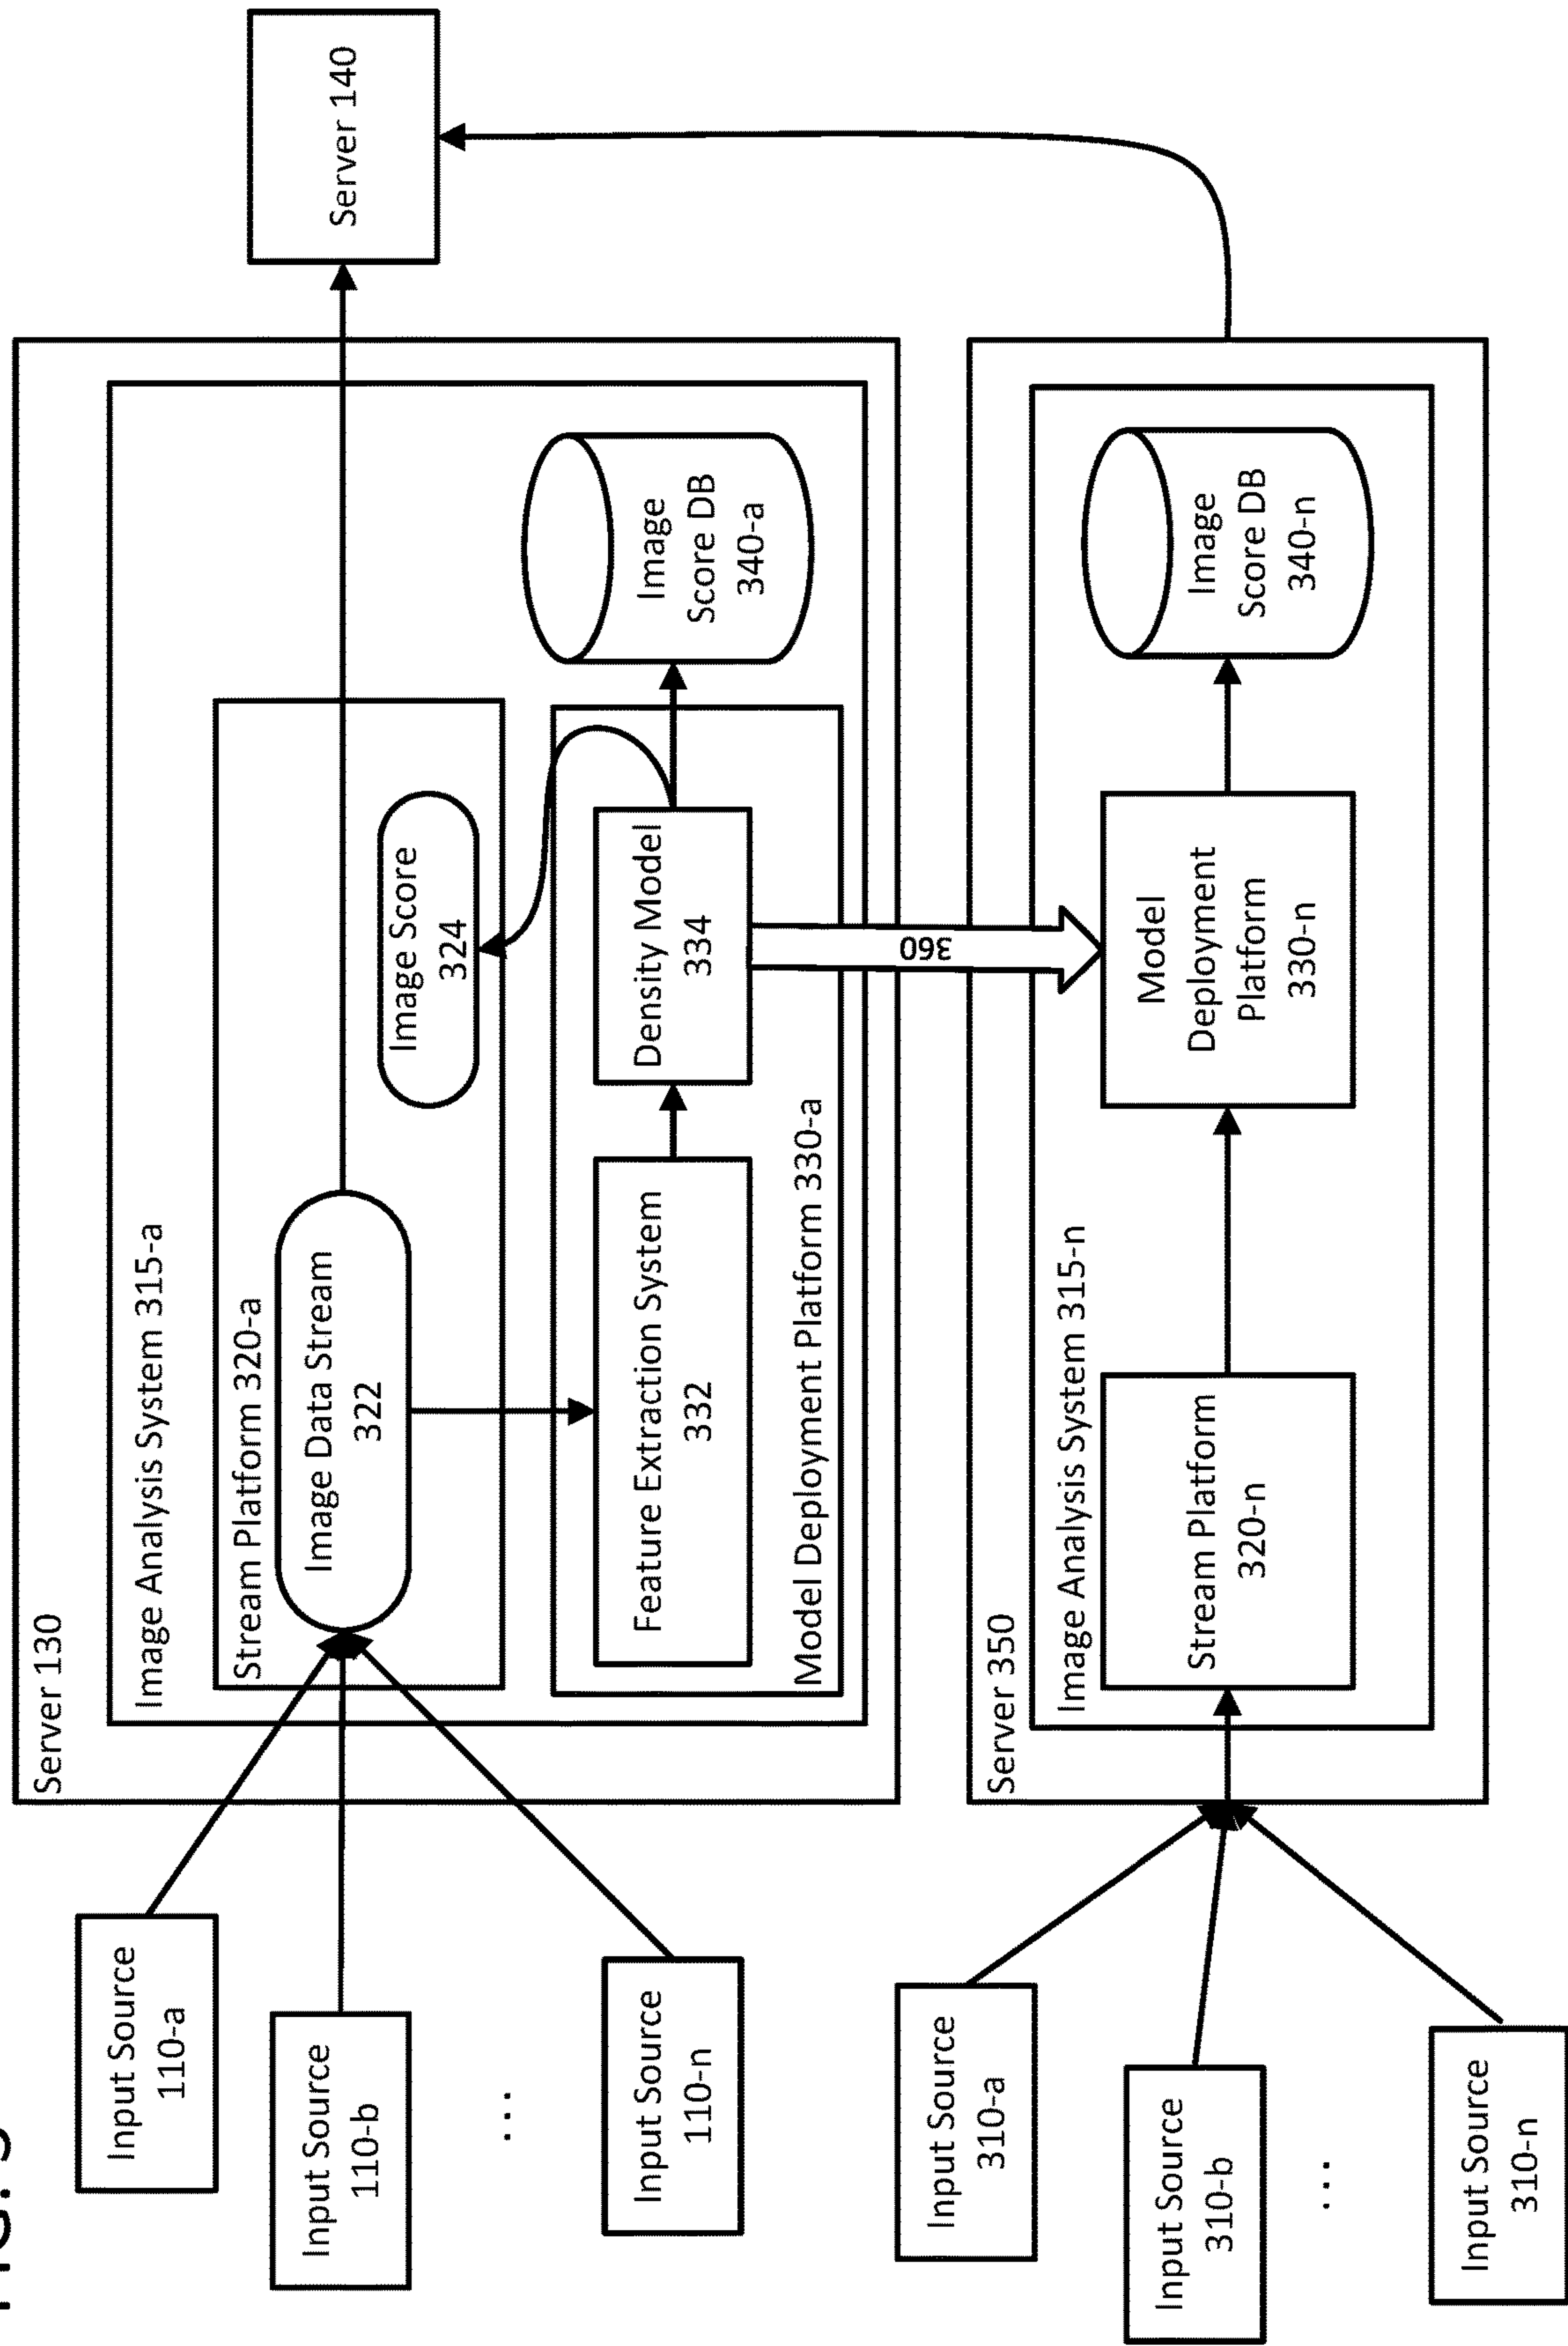 FIG.
Server 130
Image Analysis System 315-a
Stream Platform 320-a
Image Data Stream
322
Image Score
324
Feature Extraction System
332
Density Model
334
Model Deployment Platform 330-a
Image
Score DB
340-a
Server 140
Input Source
110-a
Input Source
110-b
...
Input Source
110-n
360
Server 350
Image Analysis System 315-n
Stream Platform
320-n
Model
Deployment
Platform
330-n
Image
Score DB
340-n
Input Source
310-a
Input Source
310-b
...
Input Source
310-n